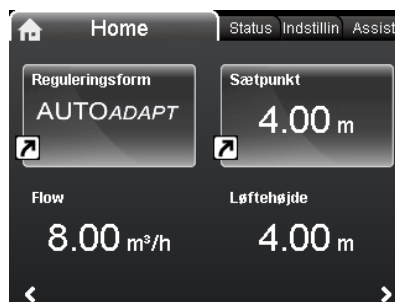 Home Status Indstillin Assist
Reguleringsform Sætpunkt
AUTOADAPT 4.00 m
Flow Løftehøjde
8.00 m³/h 4.00 m